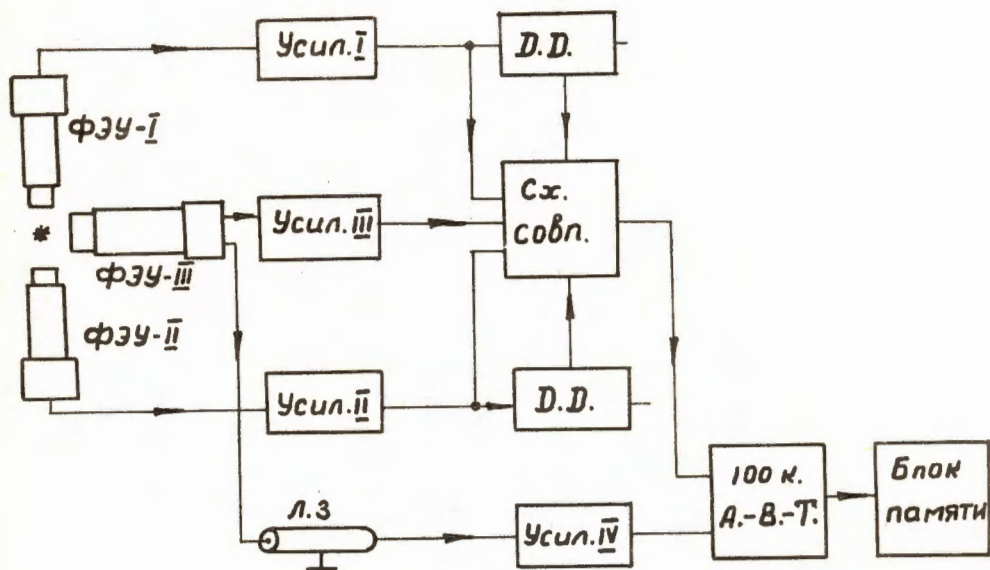 Усил. I
Д.Д.
ФЭУ-I
Сх.
совп.
Усил. III
ФЭУ-III
ФЭУ-II
Усил. II
Д.Д.
Л.З
Усил. IV
100 к.
А.-В.-Т.
Блок
памяти